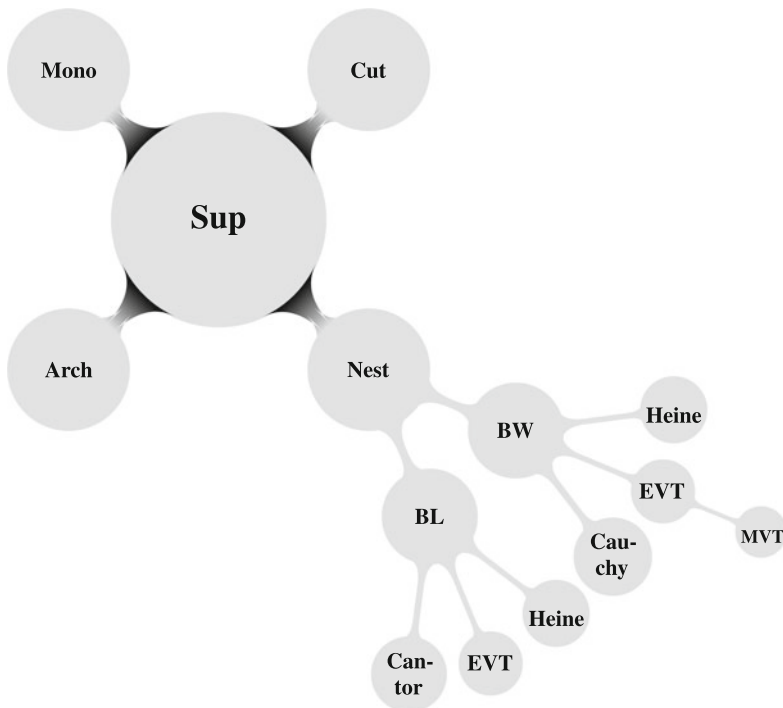 Mono
Cut
Sup
Arch
Nest
BW
Heine
EVT
MVT
BL
Cau-
chy
Heine
Can-
tor
EVT